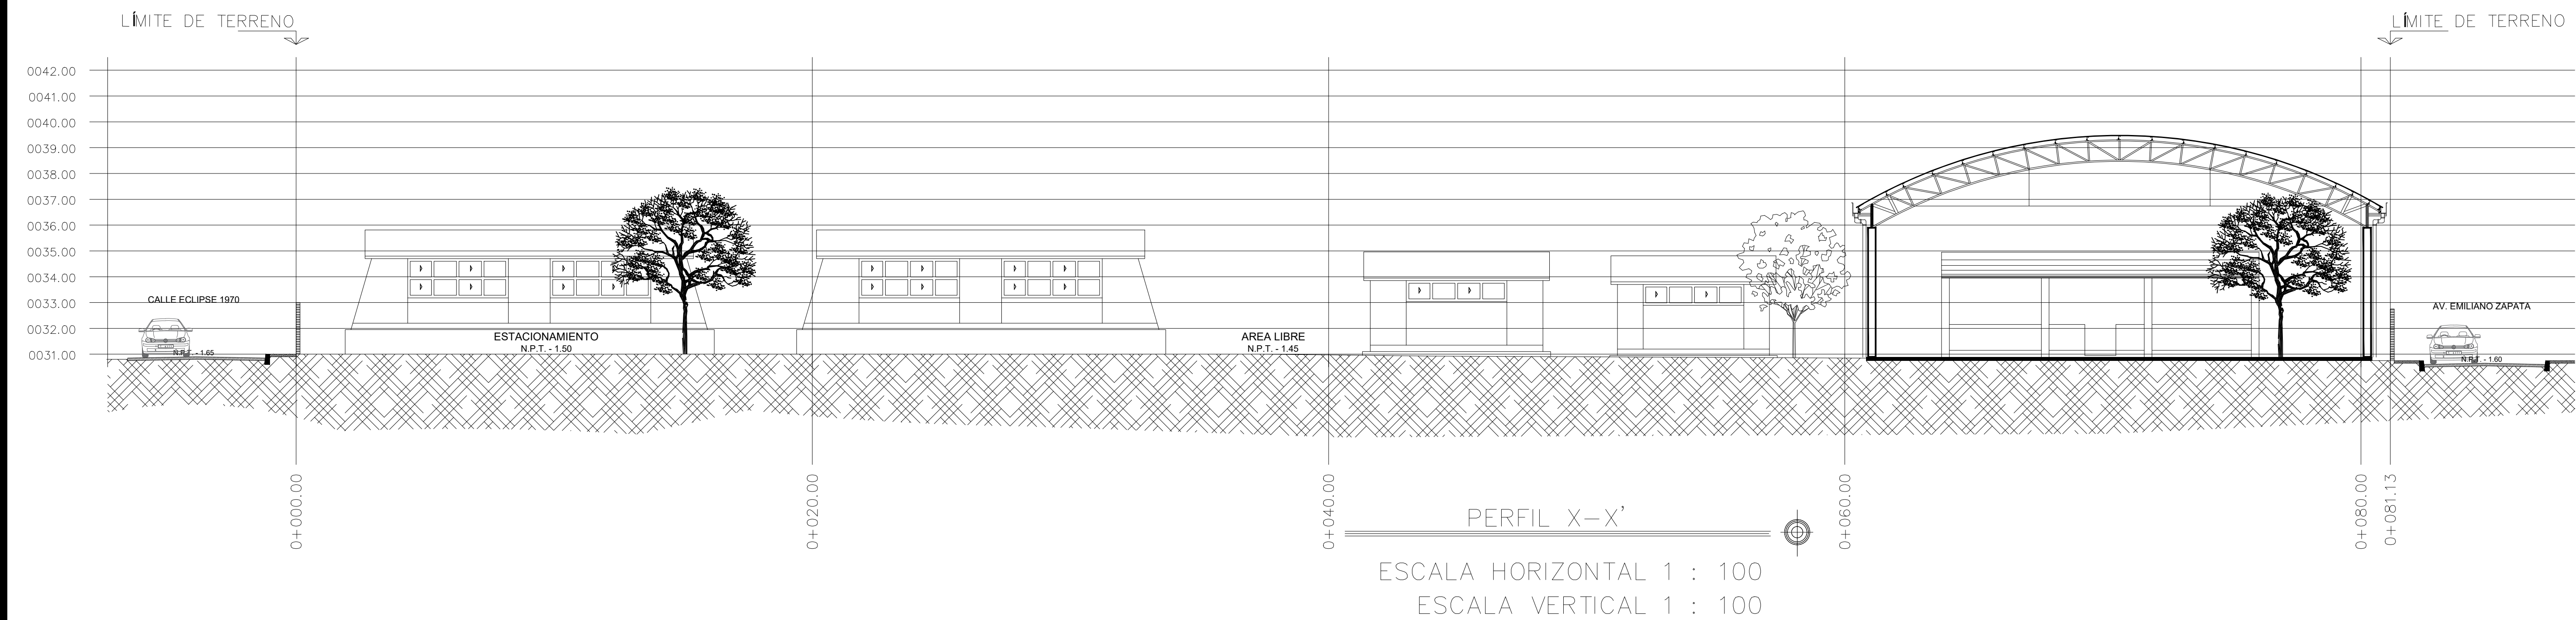 LÍMITE DE TERRENO
LÍMITE DE TERRENO
0042.00
0041.00
0040.00
0039.00
0038.00
0037.00
0036.00
0035.00
0034.00
0033.00
0032.00
0031.00
CALLE ECLIPSE 1970
N.P.T. - 1.65
ESTACIONAMIENTO
N.P.T. - 1.50
AREA LIBRE
N.P.T. - 1.45
AV. EMILIANO ZAPATA
N.P.T. - 1.60
0+000.00
0+020.00
0+040.00
0+060.00
0+080.00
0+081.13
PERFIL X-X'
ESCALA HORIZONTAL 1 : 100
ESCALA VERTICAL 1 : 100